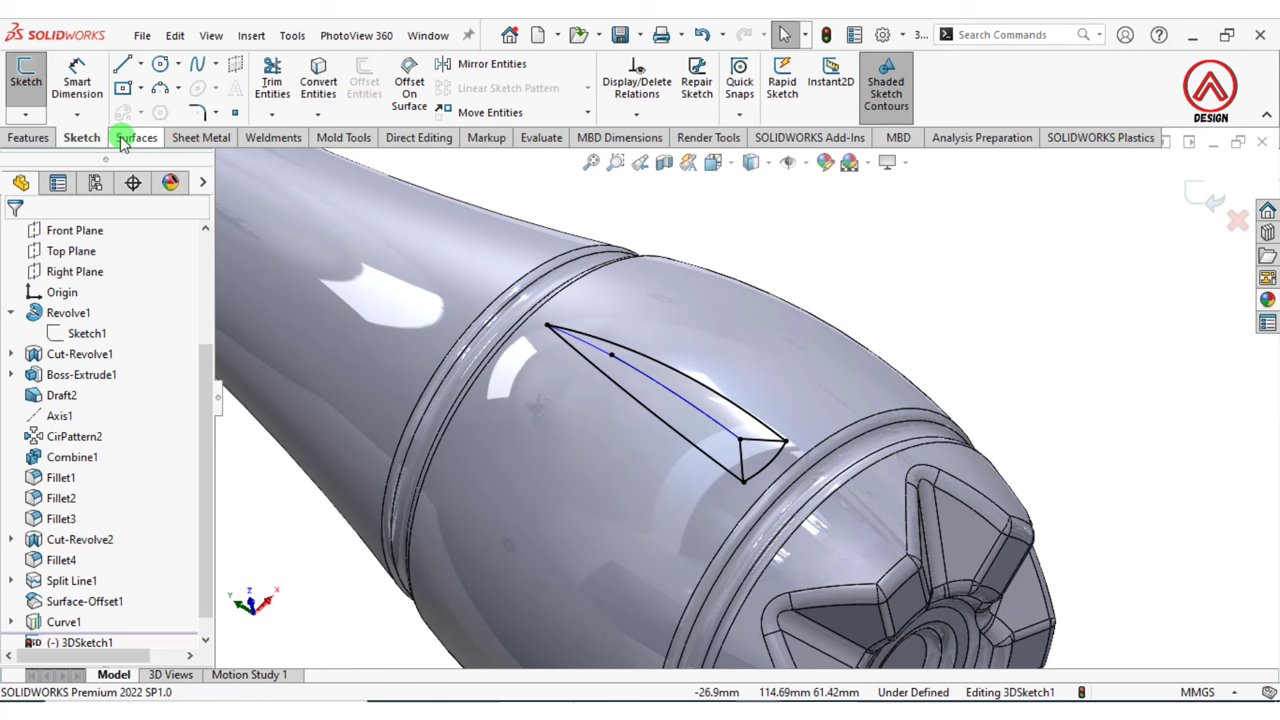 SOLIDWORKS File Edit View Insert Tools PhotoView 360 Window 3... Search Commands
Sketch Smart Dimension Trim Entities Convert Entities Offset Entities Offset On Surface Mirror Entities Linear Sketch Pattern Move Entities Display/Delete Relations Repair Sketch Quick Snaps Rapid Sketch Instant2D Shaded Sketch Contours
DESIGN
Features Sketch Surfaces Sheet Metal Weldments Mold Tools Direct Editing Markup Evaluate MBD Dimensions Render Tools SOLIDWORKS Add-Ins MBD Analysis Preparation SOLIDWORKS Plastics
Front Plane
Top Plane
Right Plane
Origin
Revolve1
Sketch1
Cut-Revolve1
Boss-Extrude1
Draft2
Axis1
CirPattern2
Combine1
Fillet1
Fillet2
Fillet3
Cut-Revolve2
Fillet4
Split Line1
Surface-Offset1
Curve1
3D (-) 3DSketch1
Y Z X
Model 3D Views Motion Study 1
SOLIDWORKS Premium 2022 SP1.0 -26.9mm 114.69mm 61.42mm Under Defined Editing 3DSketch1 MMGS